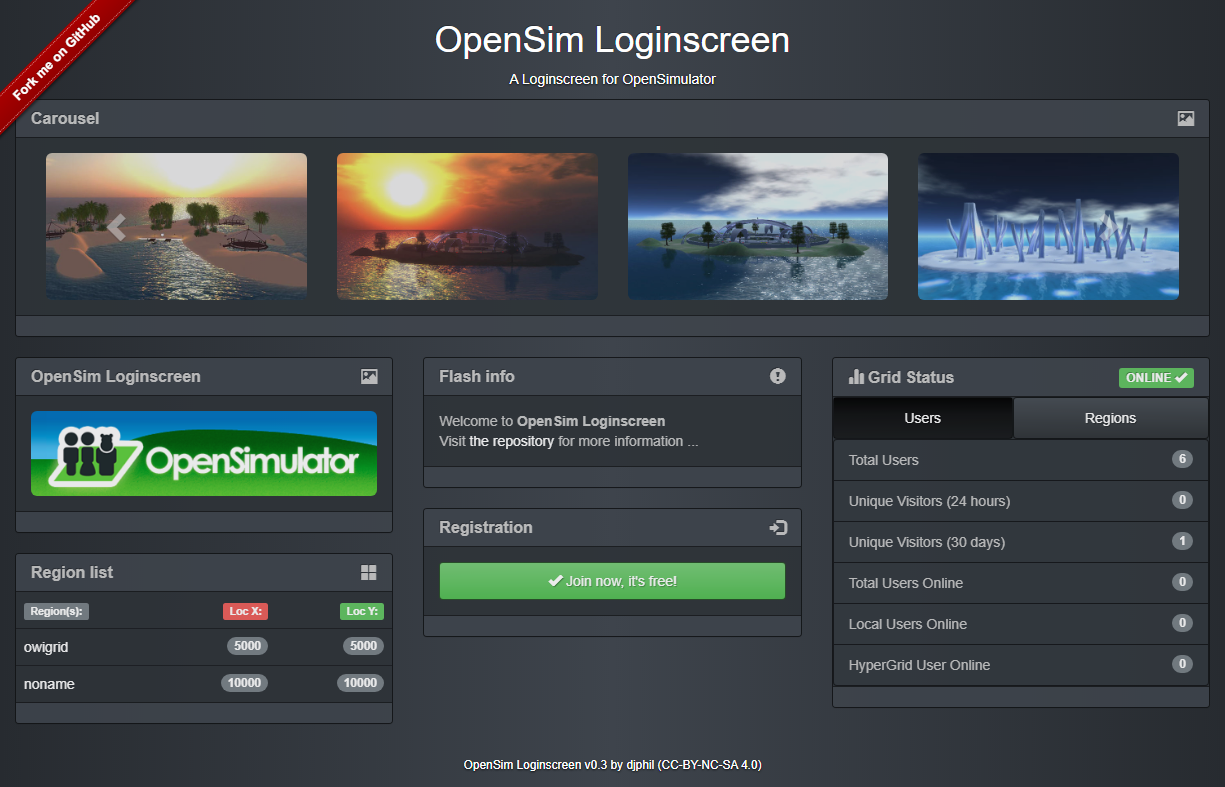 Fork me on GitHub
OpenSim Loginscreen
A Loginscreen for OpenSimulator
Carousel
OpenSim Loginscreen
OpenSimulator
Region list
Region(s): Loc X: Loc Y:
owigrid 5000 5000
noname 10000 10000
Flash info
Welcome to OpenSim Loginscreen
Visit the repository for more information ...
Registration
Join now, it's free!
Grid Status ONLINE
Users Regions
Total Users 6
Unique Visitors (24 hours) 0
Unique Visitors (30 days) 1
Total Users Online 0
Local Users Online 0
HyperGrid User Online 0
OpenSim Loginscreen v0.3 by djphil (CC-BY-NC-SA 4.0)